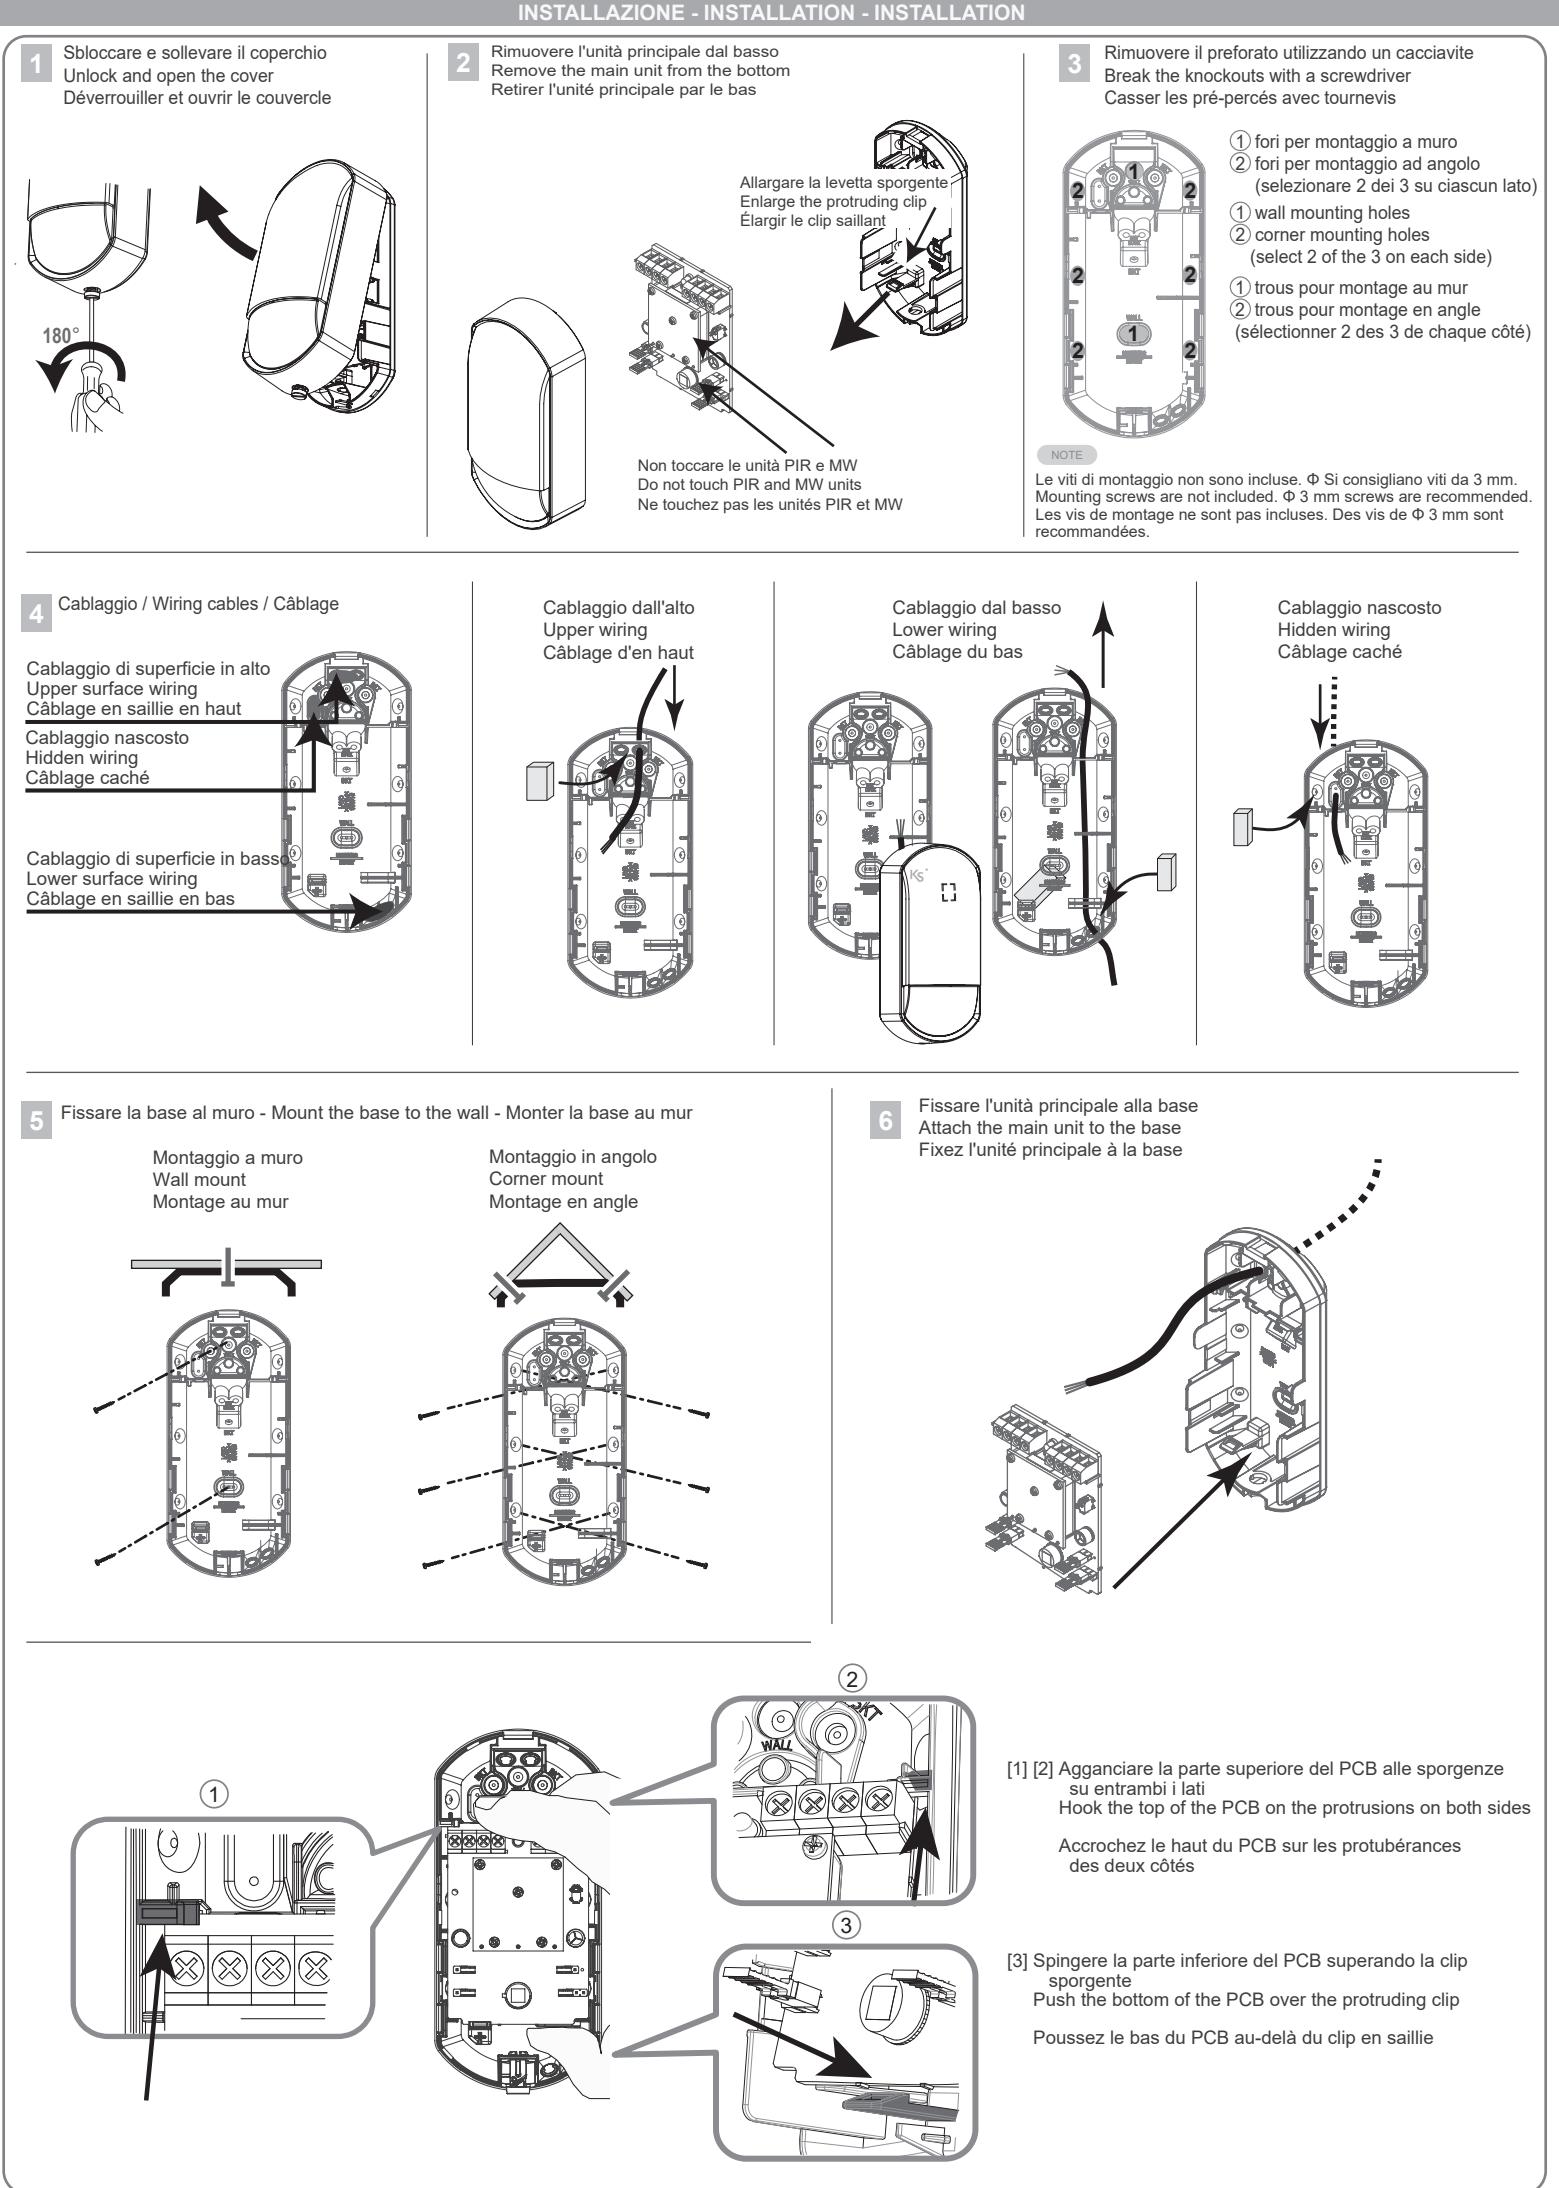 INSTALLAZIONE - INSTALLATION - INSTALLATION
1
Sbloccare e sollevare il coperchio
Unlock and open the cover
Déverrouiller et ouvrir le couvercle
180°
2
Rimuovere l'unità principale dal basso
Remove the main unit from the bottom
Retirer l'unité principale par le bas
Allargare la levetta sporgente
Enlarge the protruding clip
Élargir le clip saillant
Non toccare le unità PIR e MW
Do not touch PIR and MW units
Ne touchez pas les unités PIR et MW
3
Rimuovere il preforato utilizzando un cacciavite
Break the knockouts with a screwdriver
Casser les pré-percés avec tournevis
1
2
2
2
2
1
2
2
① fori per montaggio a muro
② fori per montaggio ad angolo
(selezionare 2 dei 3 su ciascun lato)
① wall mounting holes
② corner mounting holes
(select 2 of the 3 on each side)
① trous pour montage au mur
② trous pour montage en angle
(sélectionner 2 des 3 de chaque côté)
NOTE
Le viti di montaggio non sono incluse. Φ Si consigliano viti da 3 mm.
Mounting screws are not included. Φ 3 mm screws are recommended.
Les vis de montage ne sont pas incluses. Des vis de Φ 3 mm sont
recommandées.
4
Cablaggio / Wiring cables / Câblage
Cablaggio di superficie in alto
Upper surface wiring
Câblage en saillie en haut
Cablaggio nascosto
Hidden wiring
Câblage caché
Cablaggio di superficie in basso
Lower surface wiring
Câblage en saillie en bas
Cablaggio dall'alto
Upper wiring
Câblage d'en haut
Cablaggio dal basso
Lower wiring
Câblage du bas
KS
Cablaggio nascosto
Hidden wiring
Câblage caché
5
Fissare la base al muro - Mount the base to the wall - Monter la base au mur
Montaggio a muro
Wall mount
Montage au mur
Montaggio in angolo
Corner mount
Montage en angle
6
Fissare l'unità principale alla base
Attach the main unit to the base
Fixez l'unité principale à la base
①
②
WALL
BKT
③
[1] [2] Agganciare la parte superiore del PCB alle sporgenze
su entrambi i lati
Hook the top of the PCB on the protrusions on both sides
Accrochez le haut du PCB sur les protubérances
des deux côtés
[3] Spingere la parte inferiore del PCB superando la clip
sporgente
Push the bottom of the PCB over the protruding clip
Poussez le bas du PCB au-delà du clip en saillie